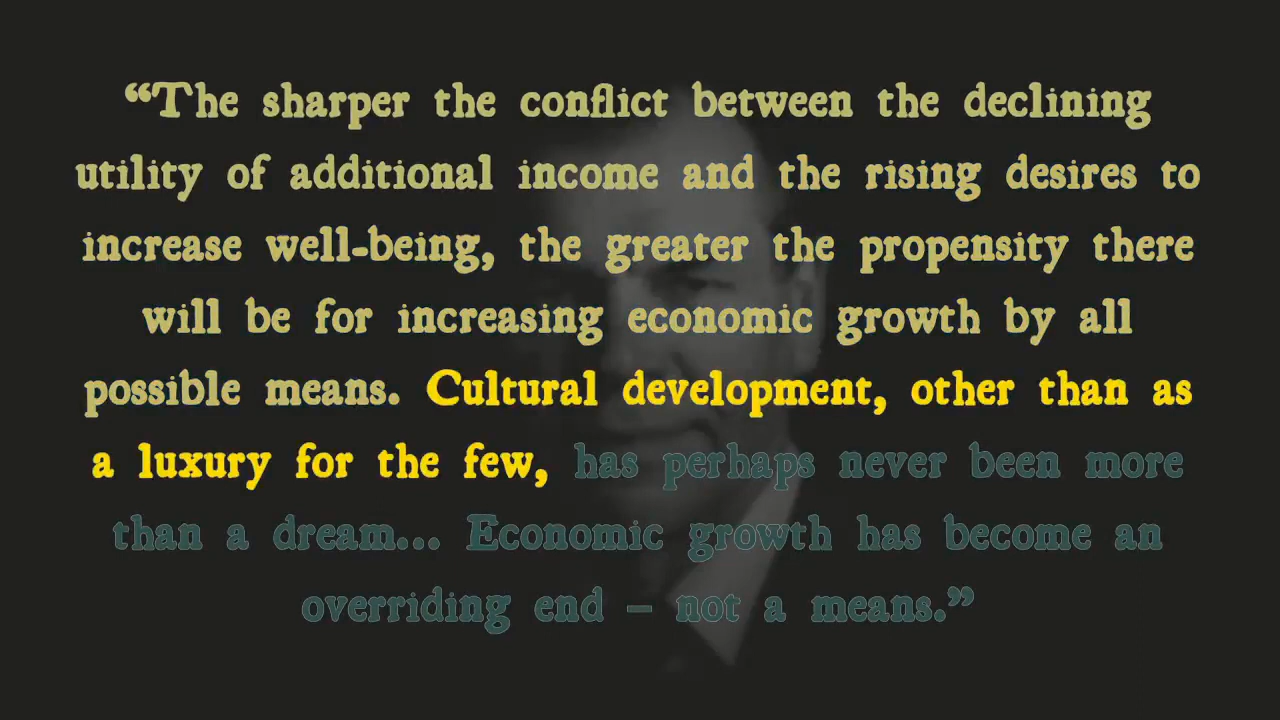 “The sharper the conflict between the declining
utility of additional income and the rising desires to
increase well-being, the greater the propensity there
will be for increasing economic growth by all
possible means. Cultural development, other than as
a luxury for the few, has perhaps never been more
than a dream... Economic growth has become an
overriding end – not a means.”